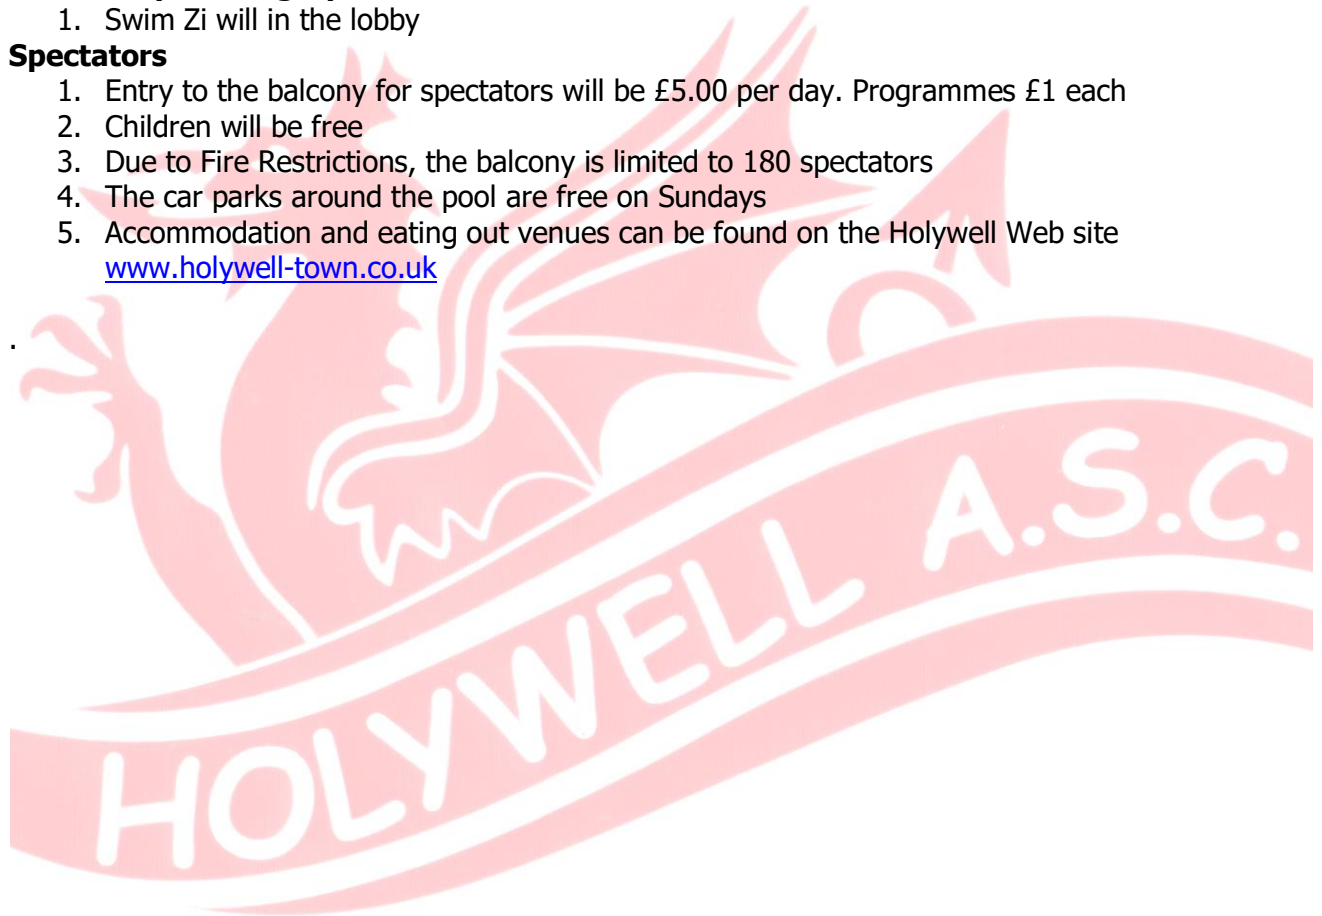 1. Swim Zi will in the lobby
Spectators
1. Entry to the balcony for spectators will be £5.00 per day. Programmes £1 each
2. Children will be free
3. Due to Fire Restrictions, the balcony is limited to 180 spectators
4. The car parks around the pool are free on Sundays
5. Accommodation and eating out venues can be found on the Holywell Web site
www.holywell-town.co.uk
.
HOLYWELL A.S.C.